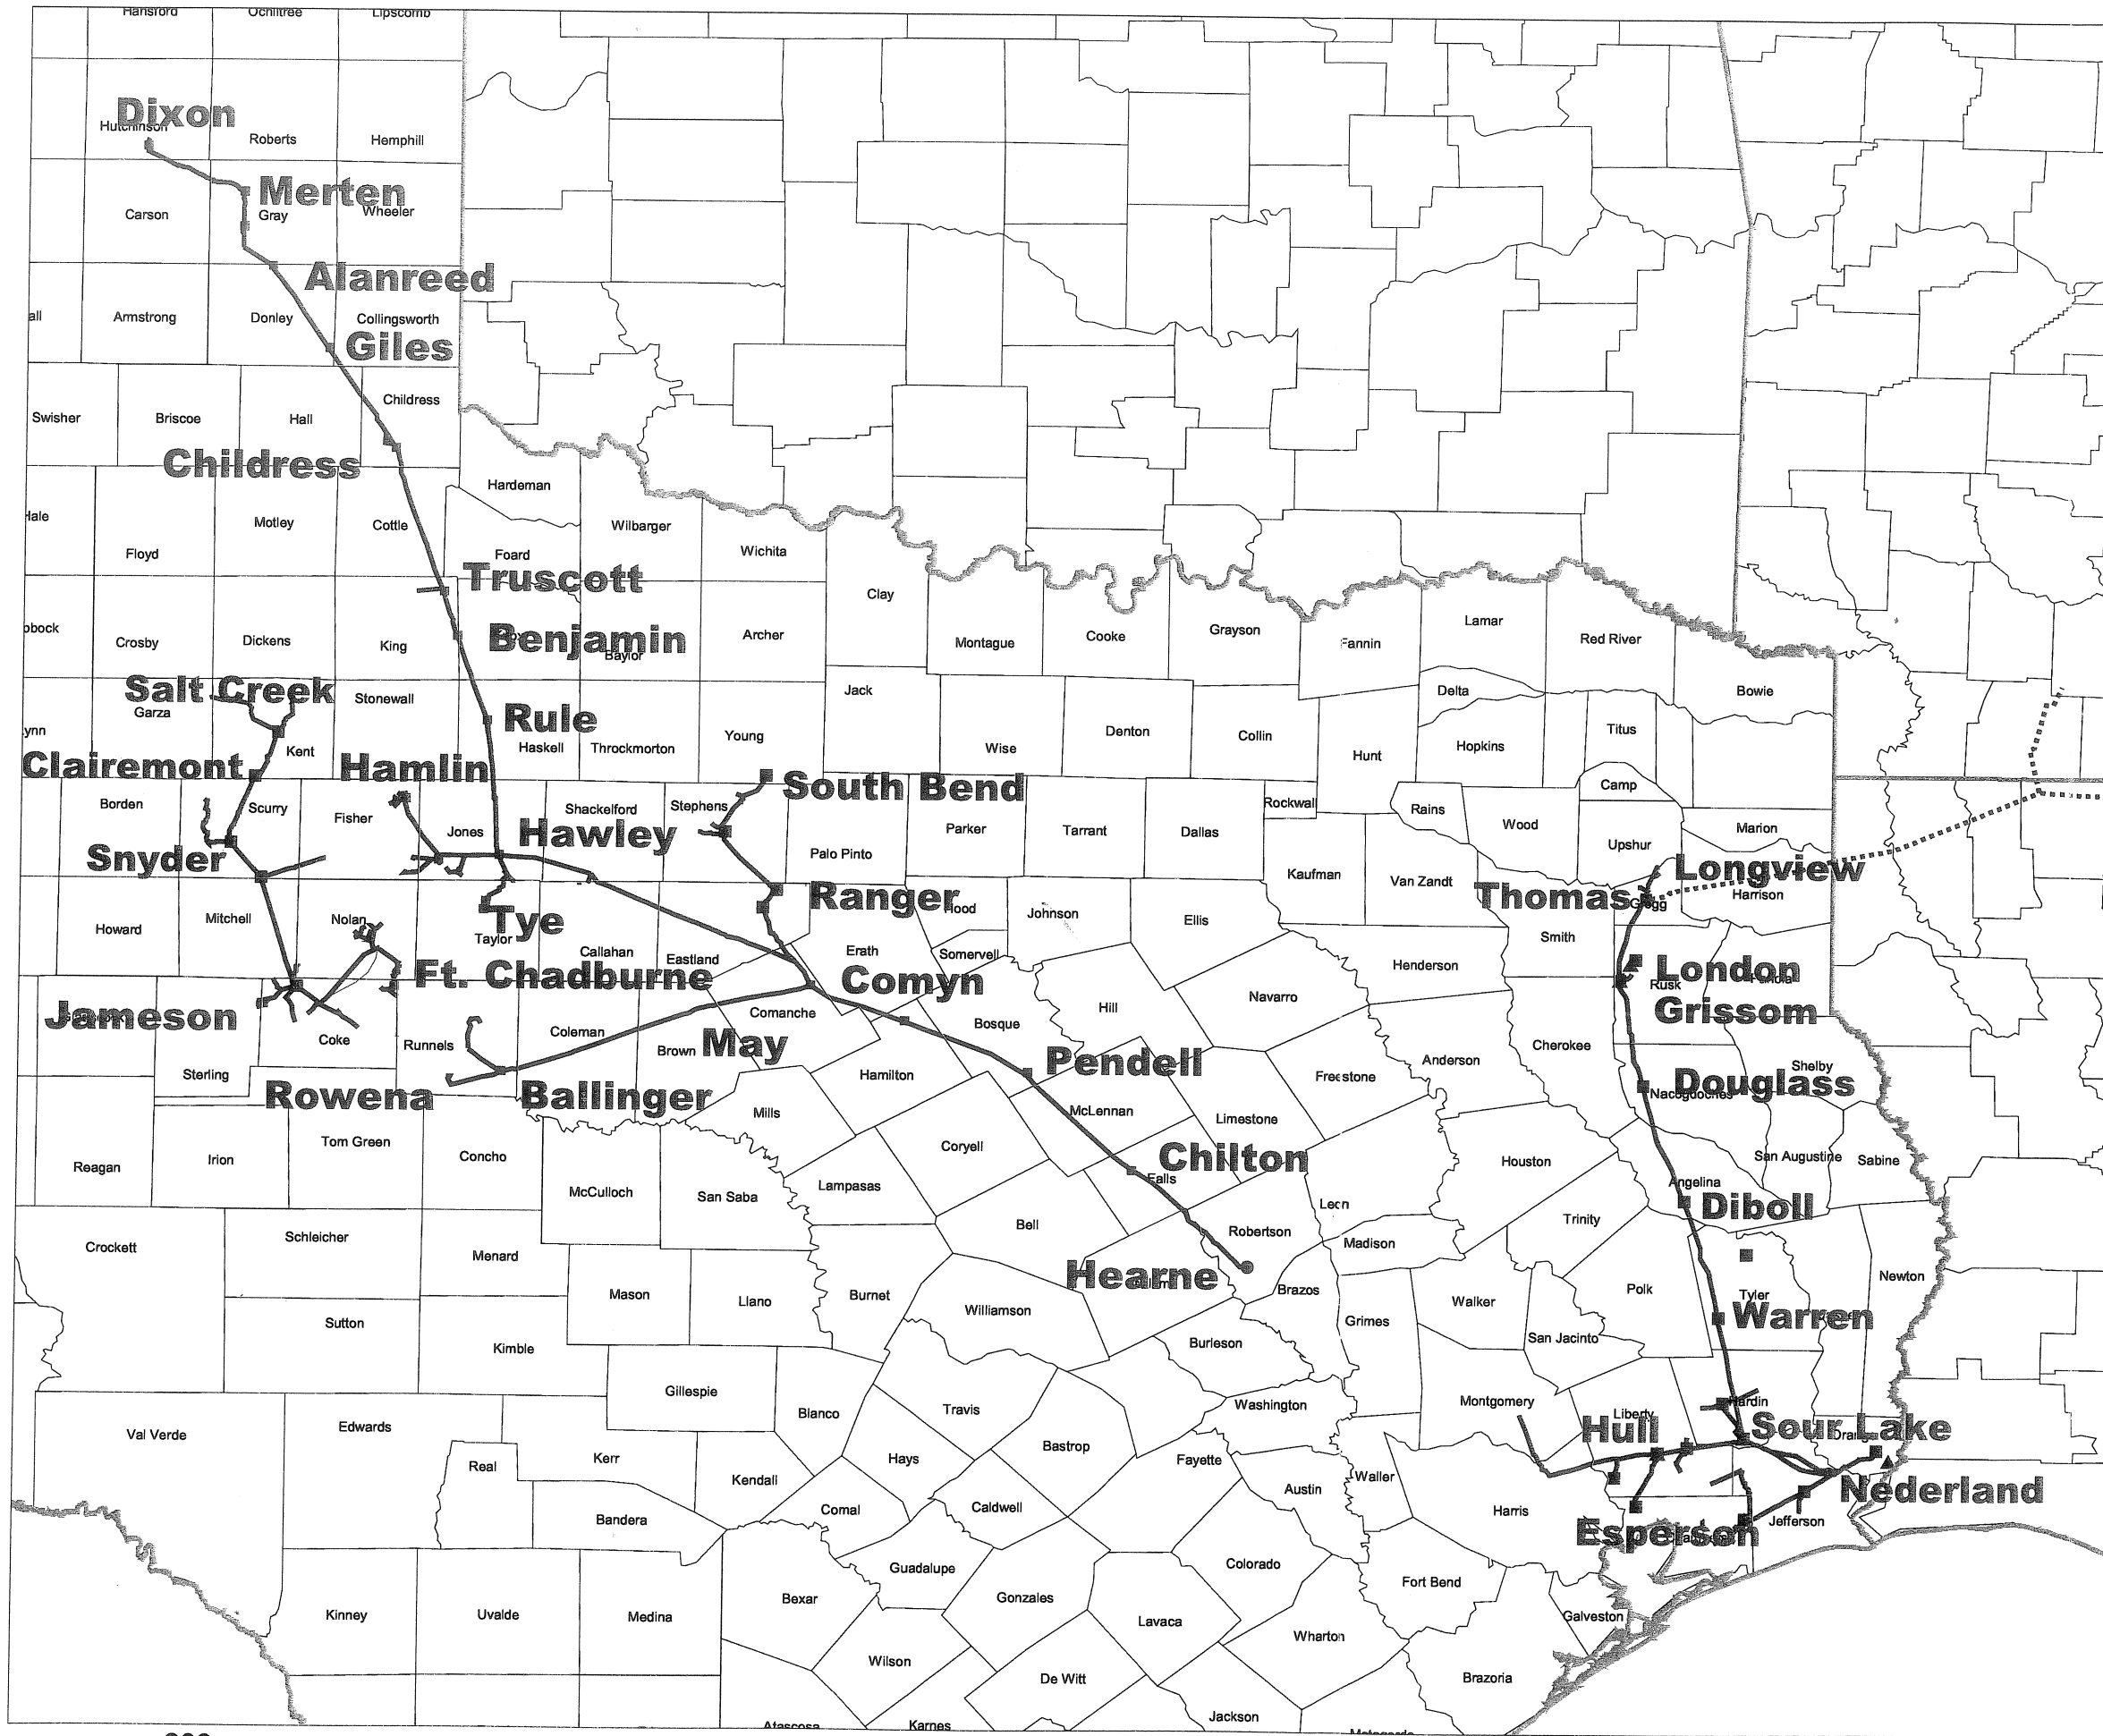 Hansford Ochiltree Lipscomb
Dixon
Hutchinson Roberts Hemphill
Merten
Carson Gray Wheeler
Alanreed
Armstrong Donley Collingsworth
Giles
Swisher Briscoe Hall Childress
Childress
Hardeman
Motley Cottle Wilbarger
Floyd Foard Wichita
Truscott
Clay
Crosby Dickens King Benjamin Baylor Archer
Montague Cooke Grayson Fannin Lamar Red River
Salt Creek
Garza Stonewall Jack Delta Bowie
Rule
Kent Haskell Throckmorton Young Wise Denton Collin Hunt Hopkins Titus
Clairemont Hamlin South Bend Camp
Borden Scurry Fisher Jones Shackelford Stephens Parker Tarrant Dallas Rockwall Rains Wood Marion
Hawley
Snyder Palo Pinto Upshur
Longview
Kaufman Van Zandt Thomas Gregg Harrison
Ranger Hood Johnson Ellis
Howard Mitchell Nolan Tye Taylor
Callahan Eastland Erath Somervell Henderson Smith
Ft. Chadburne Comyn London
Rusk
Navarro Hill
Jameson Comanche Bosque Grissom
Coke Runnels Coleman Brown May
Pendell Anderson Cherokee
Sterling Hamilton Freestone Shelby
Rowena Ballinger Douglass
Nacogdoches
Mills McLennan Limestone
Tom Green Concho Coryell
Reagan Irion Chilton Houston San Augustine Sabine
Falls
McCulloch San Saba Lampasas Angelina
Leon Diboll
Crockett Schleicher Menard Bell Robertson Madison Trinity
Hearne
Mason Llano Burnet Williamson Brazos Walker Polk Tyler Newton
Warren
Sutton Kimble Burleson Grimes San Jacinto
Gillespie Blanco Travis Washington Montgomery Liberty Hardin
Hull Sour Lake
Val Verde Edwards Real Kerr Kendall Hays Bastrop Fayette Waller
Nederland
Bandera Comal Caldwell Austin Harris Jefferson
Esperson
Guadalupe Colorado Fort Bend
Kinney Uvalde Medina Bexar Gonzales Lavaca Galveston
Wharton
Wilson De Witt Brazoria
Atascosa Karnes Jackson